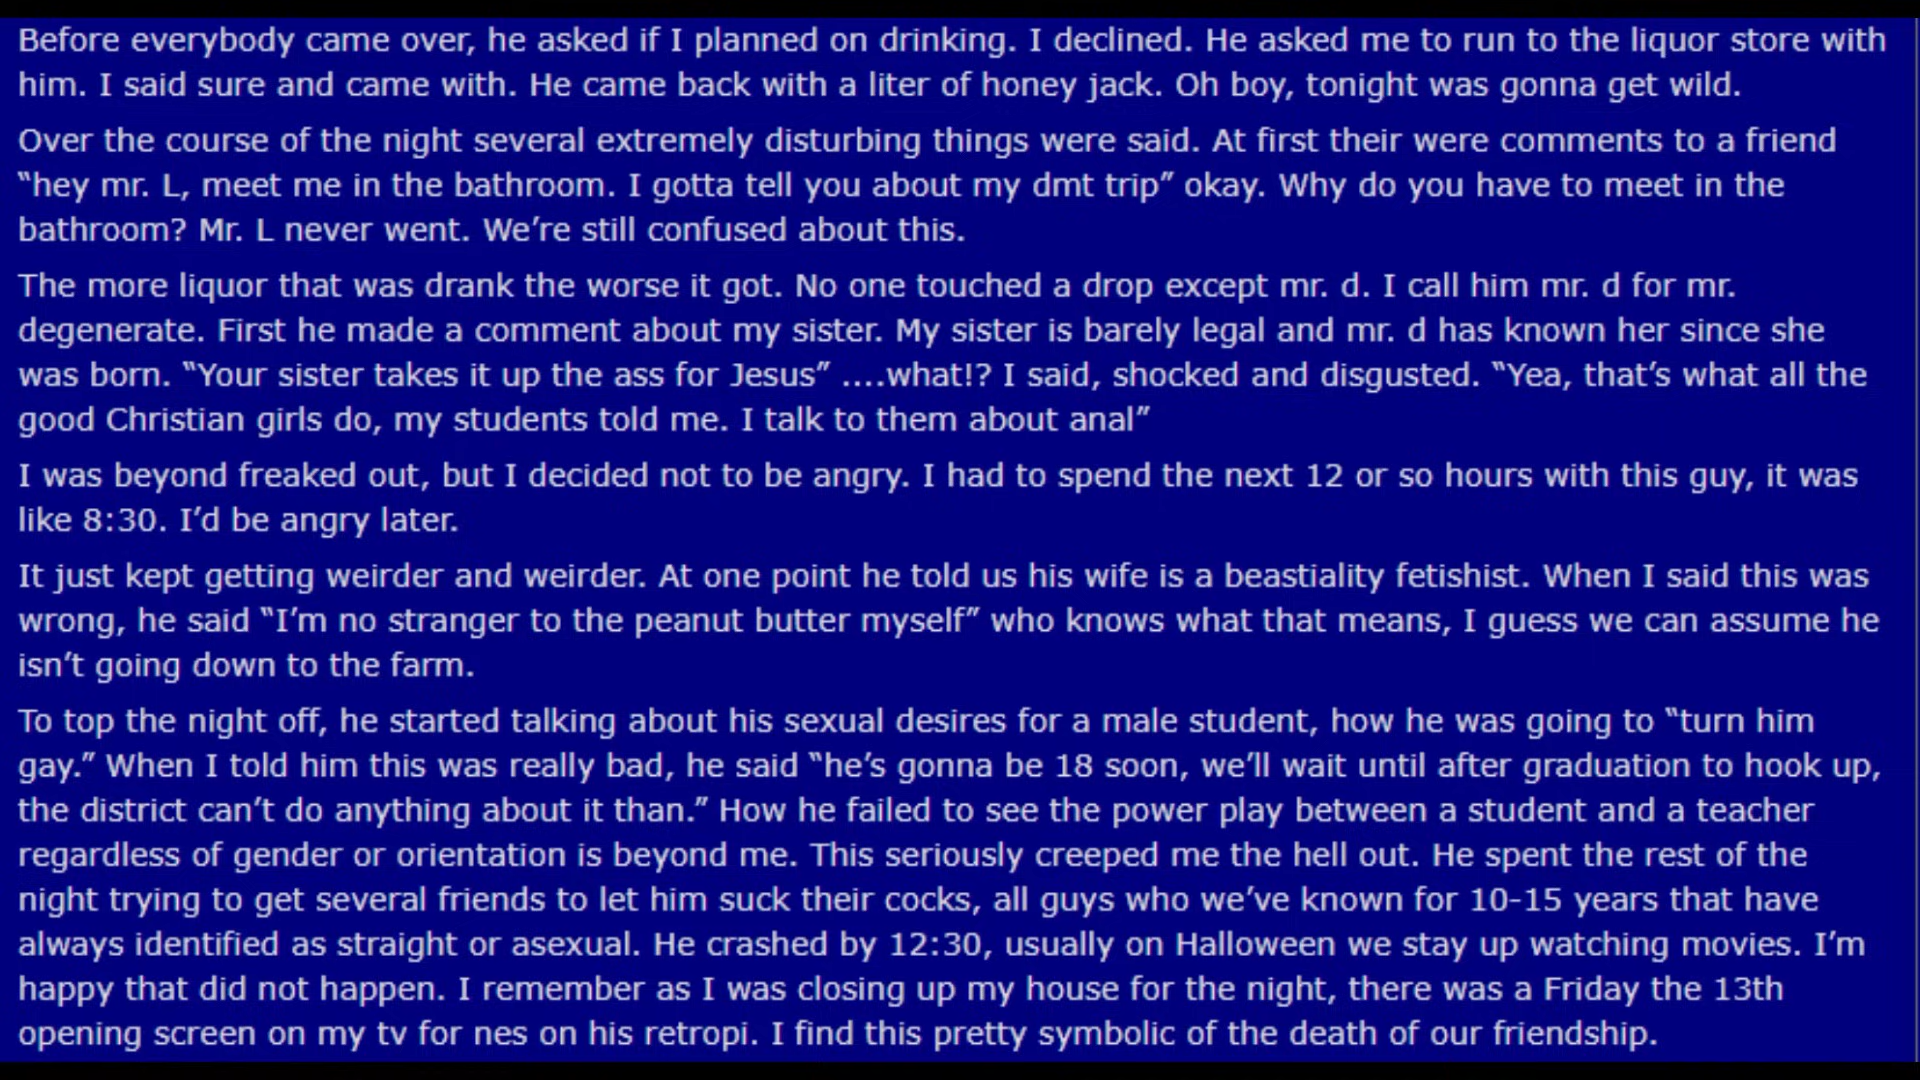 Before everybody came over, he asked if I planned on drinking. I declined. He asked me to run to the liquor store with
him. I said sure and came with. He came back with a liter of honey jack. Oh boy, tonight was gonna get wild.
Over the course of the night several extremely disturbing things were said. At first their were comments to a friend
“hey mr. L, meet me in the bathroom. I gotta tell you about my dmt trip” okay. Why do you have to meet in the
bathroom? Mr. L never went. We’re still confused about this.
The more liquor that was drank the worse it got. No one touched a drop except mr. d. I call him mr. d for mr.
degenerate. First he made a comment about my sister. My sister is barely legal and mr. d has known her since she
was born. “Your sister takes it up the ass for Jesus” ....what!? I said, shocked and disgusted. “Yea, that’s what all the
good Christian girls do, my students told me. I talk to them about anal”
I was beyond freaked out, but I decided not to be angry. I had to spend the next 12 or so hours with this guy, it was
like 8:30. I’d be angry later.
It just kept getting weirder and weirder. At one point he told us his wife is a beastiality fetishist. When I said this was
wrong, he said “I’m no stranger to the peanut butter myself” who knows what that means, I guess we can assume he
isn’t going down to the farm.
To top the night off, he started talking about his sexual desires for a male student, how he was going to “turn him
gay.” When I told him this was really bad, he said “he’s gonna be 18 soon, we’ll wait until after graduation to hook up,
the district can’t do anything about it than.” How he failed to see the power play between a student and a teacher
regardless of gender or orientation is beyond me. This seriously creeped me the hell out. He spent the rest of the
night trying to get several friends to let him suck their cocks, all guys who we’ve known for 10-15 years that have
always identified as straight or asexual. He crashed by 12:30, usually on Halloween we stay up watching movies. I’m
happy that did not happen. I remember as I was closing up my house for the night, there was a Friday the 13th
opening screen on my tv for nes on his retropi. I find this pretty symbolic of the death of our friendship.